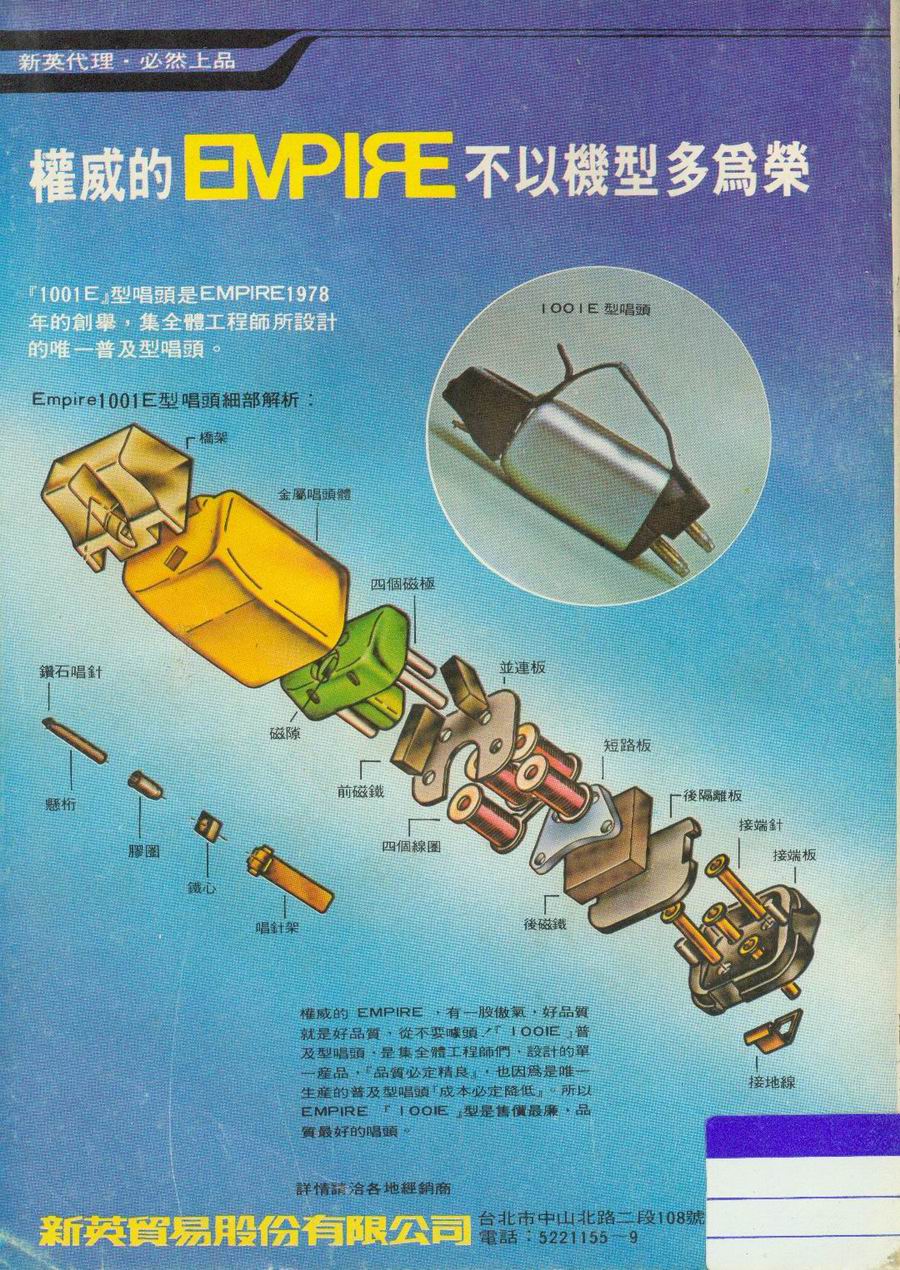 新英代理・必然上品
權威的EMPIRE不以機型多爲榮
『1001E』型唱頭是EMPIRE1978
年的創舉，集全體工程師所設計
的唯一普及型唱頭。
1001E 型唱頭
Empire1001E型唱頭細部解析：
橋架
金屬唱頭體
四個磁極
鑽石唱針
並連板
磁隙
短路板
前磁鐵
後隔離板
懸桁
接端針
膠圈
四個線圈
接端板
鐵心
唱針架
後磁鐵
接地線
權威的 EMPIRE ，有一股傲氣，好品質
就是好品質，從不耍噱頭！「1001E」普
及型唱頭，是集全體工程師們，設計的單
一産品，『品質必定精良』，也因爲是唯一
生産的普及型唱頭「成本必定降低」。所以
EMPIRE 『1001E』型是售價最廉，品
質最好的唱頭。
詳情請洽各地經銷商
新英貿易股份有限公司
台北市中山北路二段108號
電話：5221155－9